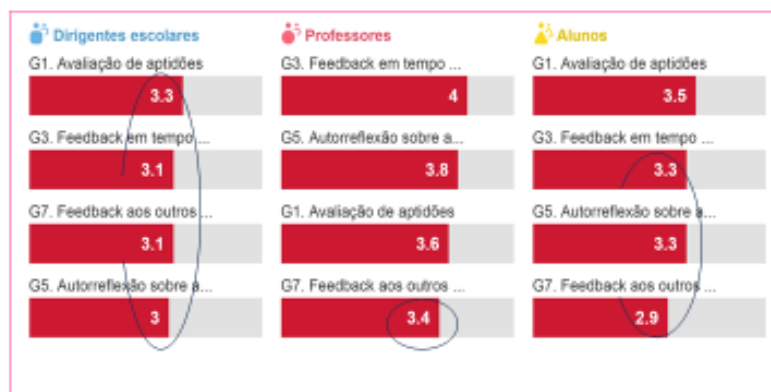 Dirigentes escolares
G1. Avaliação de aptidões
3.3
G3. Feedback em tempo ...
3.1
G7. Feedback aos outros ...
3.1
G5. Autorreflexão sobre a...
3
Professores
G3. Feedback em tempo ...
4
G5. Autorreflexão sobre a...
3.8
G1. Avaliação de aptidões
3.6
G7. Feedback aos outros ...
3.4
Alunos
G1. Avaliação de aptidões
3.5
G3. Feedback em tempo ...
3.3
G5. Autorreflexão sobre a...
3.3
G7. Feedback aos outros ...
2.9